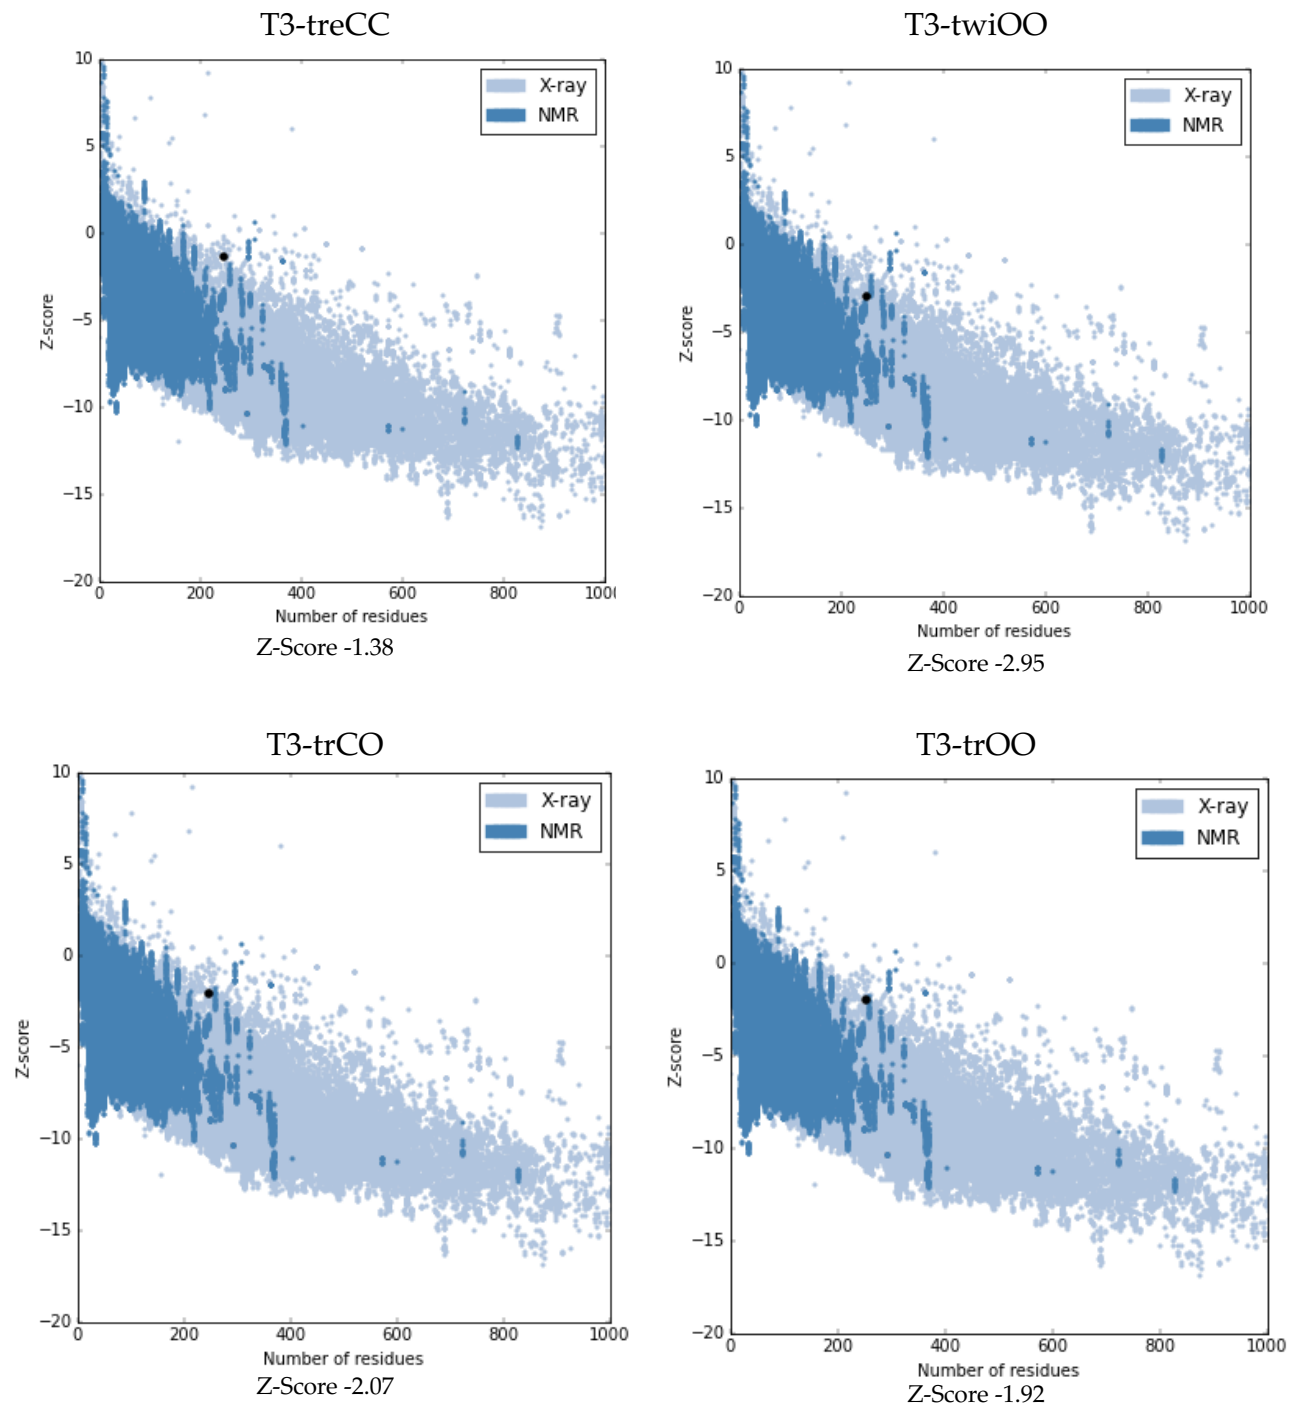 T3-treCC
10
5
0
−5
−10
−15
−20
Z-score
X-ray
NMR
0 200 400 600 800 1000
Number of residues
Z-Score -1.38
T3-twiOO
10
5
0
−5
−10
−15
−20
Z-score
X-ray
NMR
0 200 400 600 800 1000
Number of residues
Z-Score -2.95
T3-trCO
10
5
0
−5
−10
−15
−20
Z-score
X-ray
NMR
0 200 400 600 800 1000
Number of residues
Z-Score -2.07
T3-trOO
10
5
0
−5
−10
−15
−20
Z-score
X-ray
NMR
0 200 400 600 800 1000
Number of residues
Z-Score -1.92